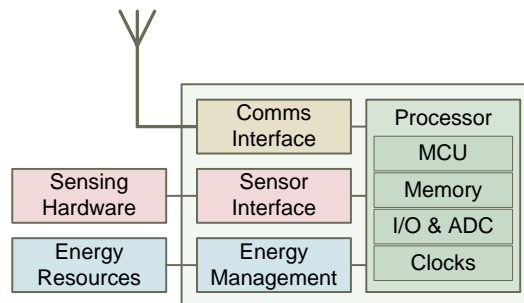 Comms
Interface
Processor
MCU
Memory
I/O & ADC
Clocks
Sensing
Hardware
Sensor
Interface
Energy
Resources
Energy
Management